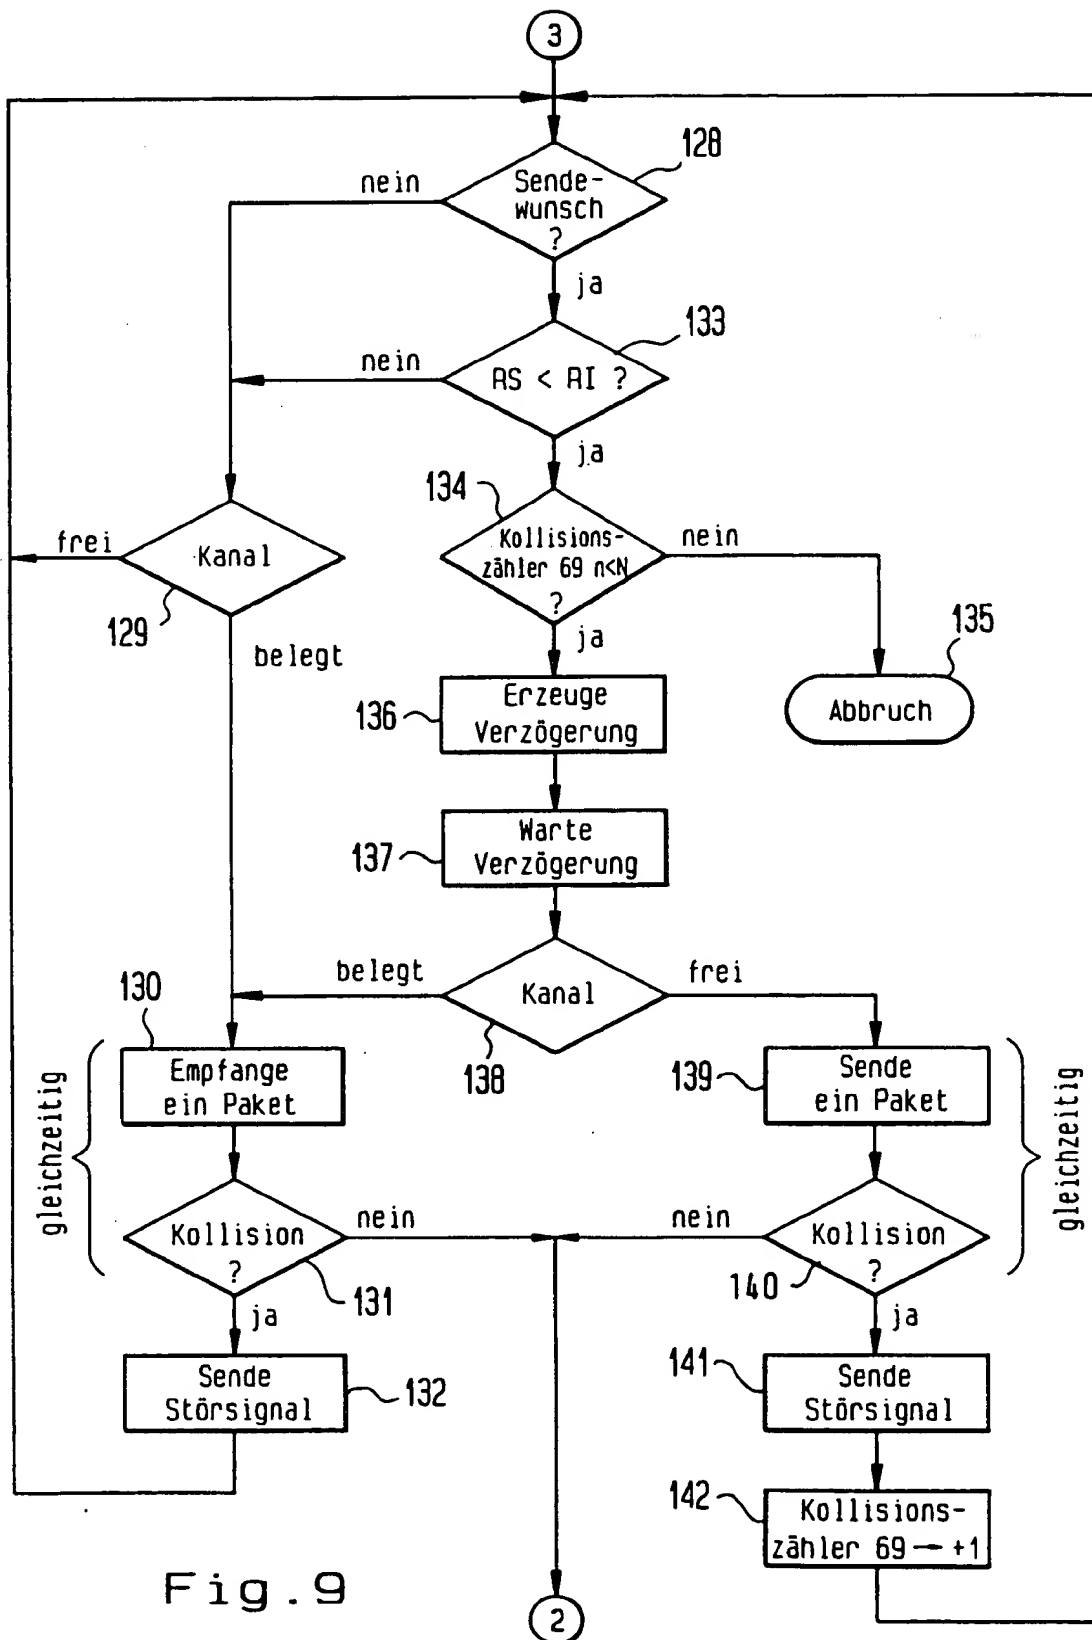 3
128
nein
Sende-
wunsch
?
ja
133
nein
AS < AI ?
ja
134
Kollisions-
zähler 69 n<N
?
nein
frei
Kanal
129
belegt
ja
135
Abbruch
136
Erzeuge
Verzögerung
137
Warte
Verzögerung
130
belegt
Kanal
frei
138
gleichzeitig
Empfange
ein Paket
139
Sende
ein Paket
gleichzeitig
Kollision
?
nein
131
nein
Kollision
?
140
ja
ja
Sende
Störsignal
132
141
Sende
Störsignal
142
Kollisions-
zähler 69 → +1
Fig. 9
2